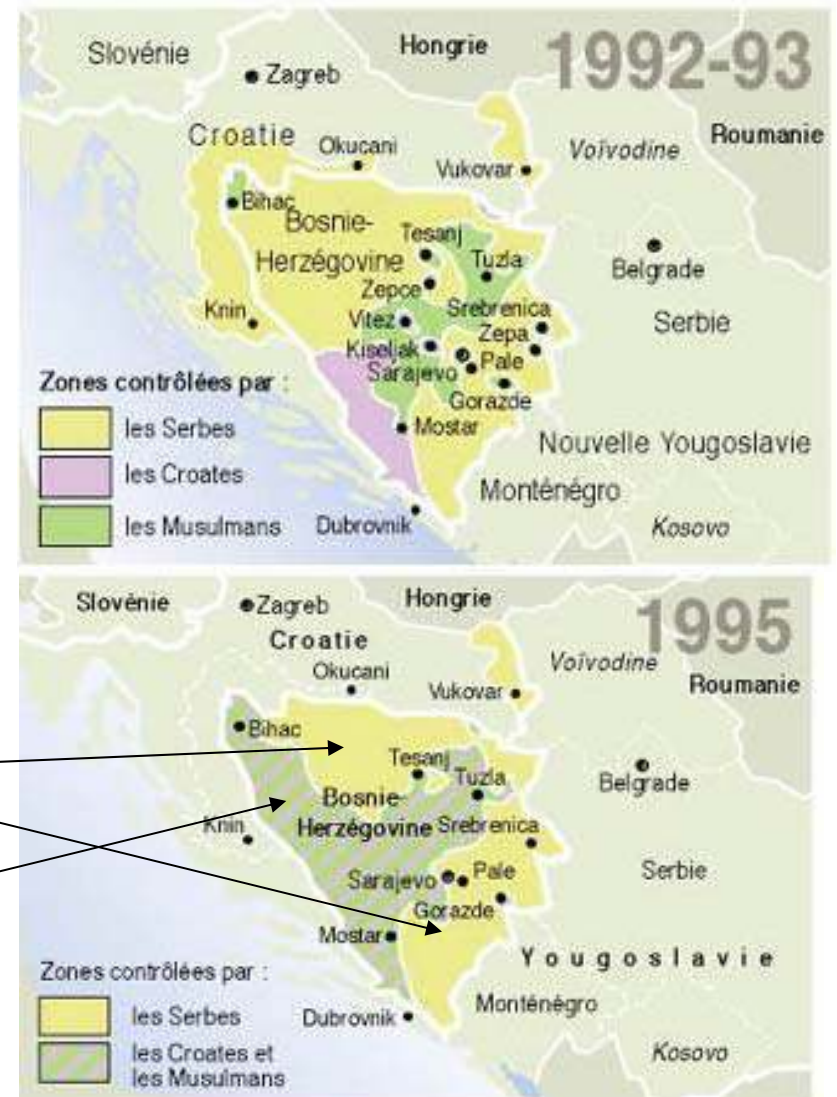 Slovénie
Hongrie
1992-93
Zagreb
Croatie
Okucani
Vukovar
Voïvodine
Roumanie
Bihac
Bosnie-
Herzégovine
Tesanj
Tuzla
Belgrade
Zepce
Srebrenica
Knin
Vitez
Zepa
Serbie
Kiseljak
Pale
Sarajevo
Gorazde
Zones contrôlées par :
les Serbes
Mostar
Nouvelle Yougoslavie
les Croates
Monténégro
les Musulmans
Dubrovnik
Kosovo
Slovénie
Zagreb
Hongrie
1995
Croatie
Okucani
Voïvodine
Vukovar
Roumanie
Bihac
Tesanj
Tuzla
Belgrade
Bosnie-
Knin
Herzégovine
Srebrenica
Sarajevo
Pale
Serbie
Gorazde
Mostar
Yougoslavie
Zones contrôlées par :
les Serbes
Dubrovnik
Monténégro
les Croates et
les Musulmans
Kosovo